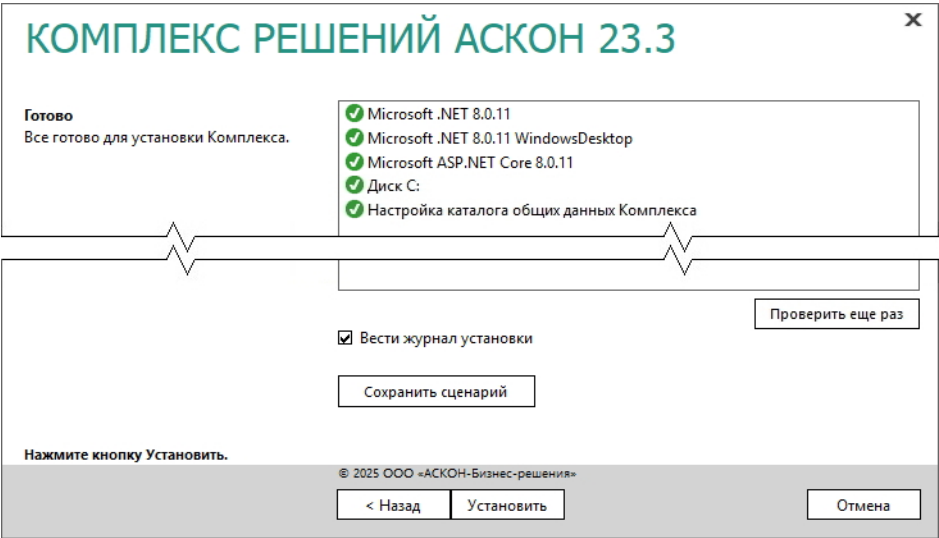 КОМПЛЕКС РЕШЕНИЙ АСКОН 23.3
Готово
Все готово для установки Комплекса.
Microsoft .NET 8.0.11
Microsoft .NET 8.0.11 WindowsDesktop
Microsoft ASP.NET Core 8.0.11
Диск C:
Настройка каталога общих данных Комплекса
Проверить еще раз
Вести журнал установки
Сохранить сценарий
Нажмите кнопку Установить.
© 2025 ООО «АСКОН-Бизнес-решения»
< Назад
Установить
Отмена